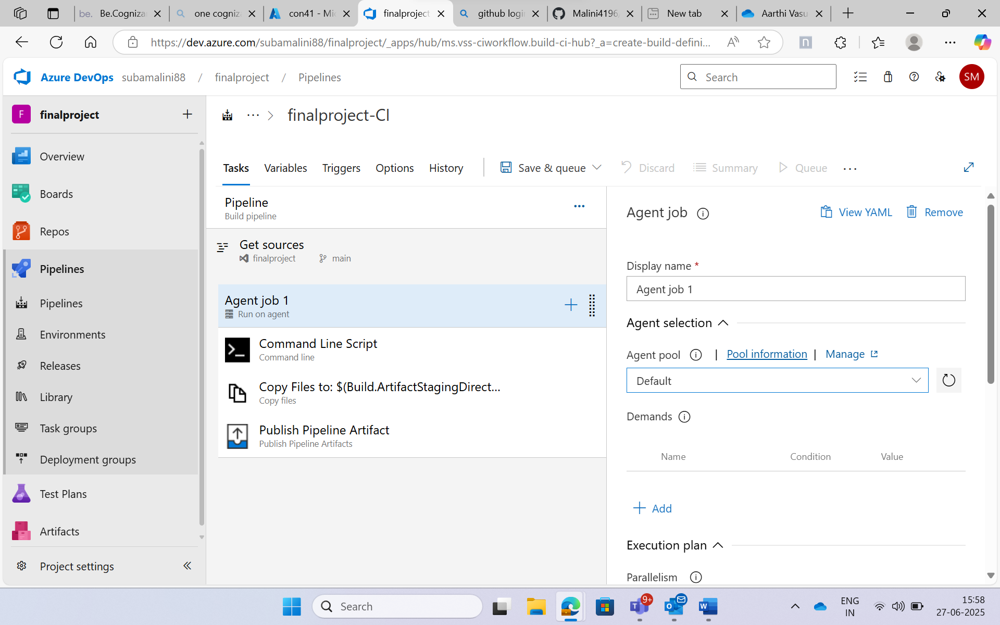 be. Be.Cogniza
one cogniza
con41 - Mic
finalproject
github logi
Malini4196
New tab
Aarthi Vasu
https://dev.azure.com/subamalini88/finalproject/_apps/hub/ms.vss-ciworkflow.build-ci-hub?_a=create-build-defini...
Azure DevOps subamalini88 / finalproject / Pipelines
Search
SM
F finalproject
Overview
Boards
Repos
Pipelines
Pipelines
Environments
Releases
Library
Task groups
Deployment groups
Test Plans
Artifacts
Project settings
finalproject-CI
Tasks Variables Triggers Options History
Save & queue Discard Summary Queue
Pipeline
Build pipeline
Get sources
finalproject main
Agent job 1
Run on agent
Command Line Script
Command line
Copy Files to: $(Build.ArtifactStagingDirect...
Copy files
Publish Pipeline Artifact
Publish Pipeline Artifacts
Agent job
View YAML Remove
Display name *
Agent job 1
Agent selection
Agent pool | Pool information | Manage
Default
Demands
Name Condition Value
Add
Execution plan
Parallelism
Search
9+
ENG
IN
15:58
27-06-2025